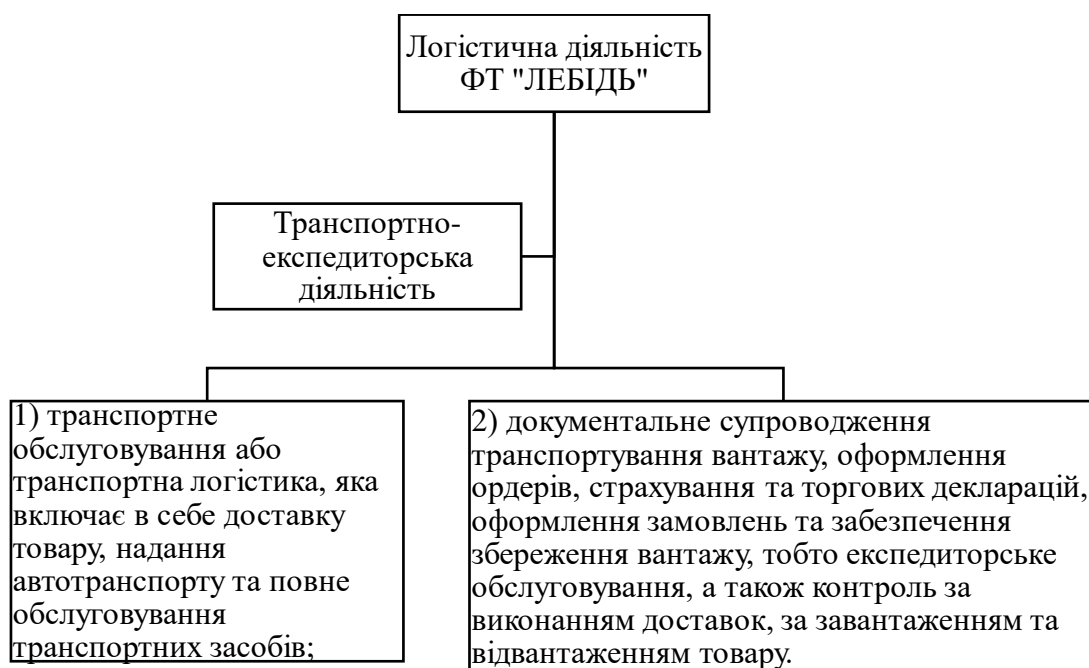 Логістична діяльність
ФТ "ЛЕБІДЬ"
Транспортно-
експедиторська
діяльність
1) транспортне
обслуговування або
транспортна логістика, яка
включає в себе доставку
товару, надання
автотранспорту та повне
обслуговування
транспортних засобів;
2) документальне супроводження
транспортування вантажу, оформлення
ордерів, страхування та торгових декларацій,
оформлення замовлень та забезпечення
збереження вантажу, тобто експедиторське
обслуговування, а також контроль за
виконанням доставок, за завантаженням та
відвантаженням товару.